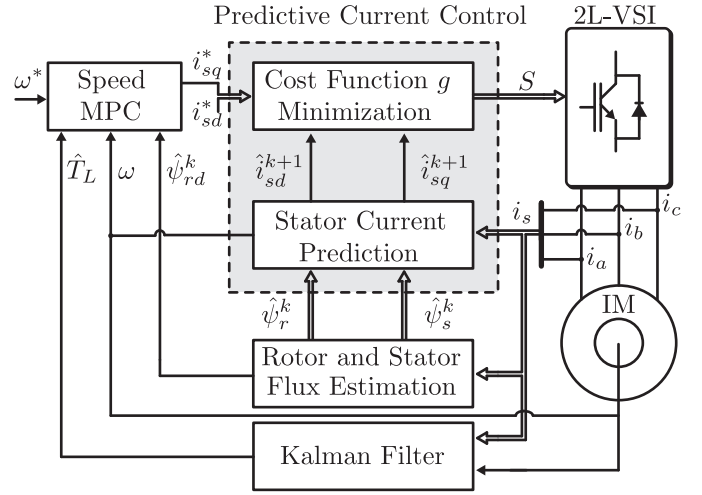 Predictive Current Control
2L-VSI
ω*
Speed
MPC
i*sq
i*sd
Cost Function g
Minimization
S
T̂L
ω
ψ̂ᵏrd
îᵏ⁺¹sd
îᵏ⁺¹sq
Stator Current
Prediction
is
ic
ib
ia
ψ̂ᵏr
ψ̂ᵏs
IM
Rotor and Stator
Flux Estimation
Kalman Filter